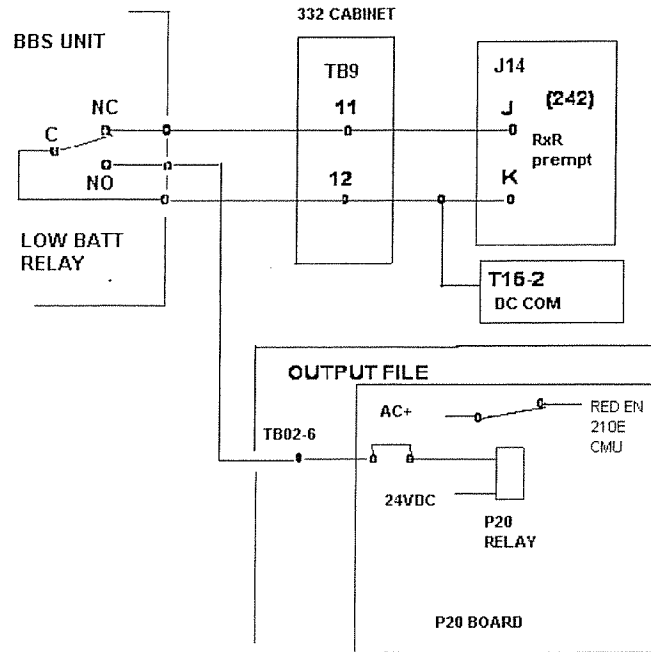 332 CABINET
BBS UNIT
TB9
J14
NC
11
J
(242)
C
RxR
prempt
NO
12
K
LOW BATT
RELAY
T15-2
DC COM
OUTPUT FILE
AC+
RED EN
210E
CMU
TB02-6
24VDC
P20
RELAY
P20 BOARD